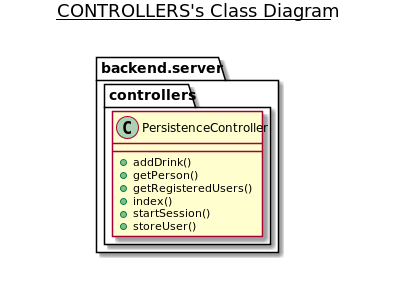 CONTROLLERS's Class Diagram
backend.server
controllers
C PersistenceController
addDrink()
getPerson()
getRegisteredUsers()
index()
startSession()
storeUser()